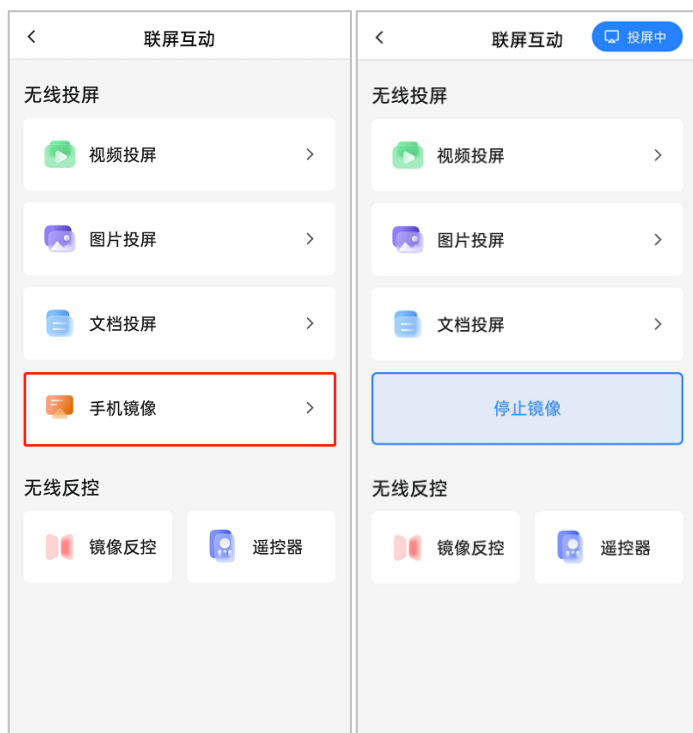 联屏互动
无线投屏
视频投屏
图片投屏
文档投屏
手机镜像
无线反控
镜像反控
遥控器
联屏互动
投屏中
无线投屏
视频投屏
图片投屏
文档投屏
停止镜像
无线反控
镜像反控
遥控器